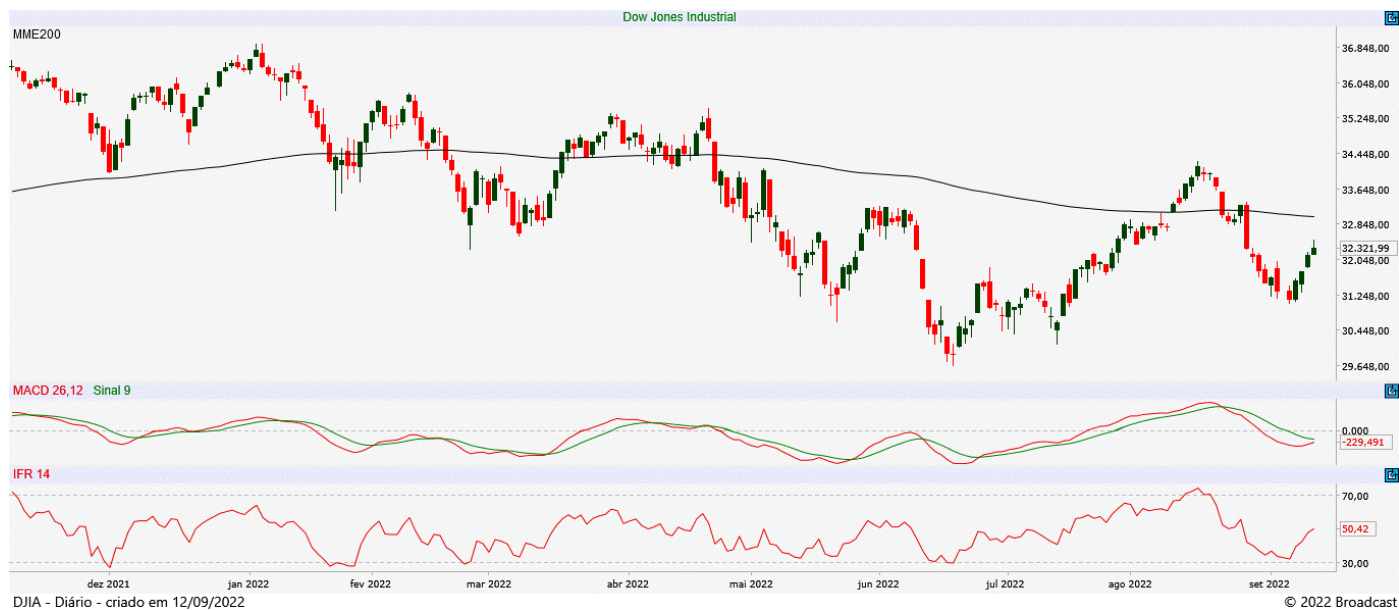 Dow Jones Industrial
MME200
36.848,00
36.048,00
35.248,00
34.448,00
33.648,00
32.848,00
32.321,99
32.048,00
31.248,00
30.448,00
29.648,00
MACD 26,12 Sinal 9
0.000
-229,491
IFR 14
70,00
50,42
30,00
dez 2021 jan 2022 fev 2022 mar 2022 abr 2022 mai 2022 jun 2022 jul 2022 ago 2022 set 2022
DJIA - Diário - criado em 12/09/2022 © 2022 Broadcast